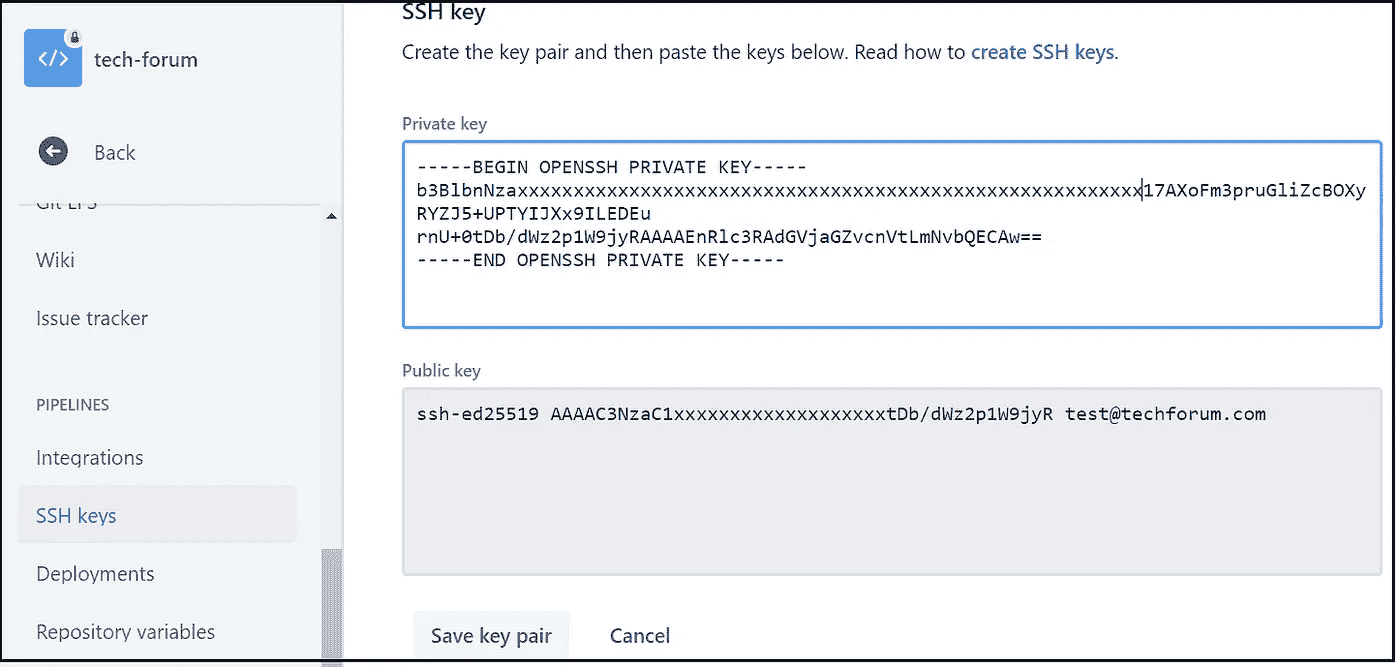 SSH key
</> tech-forum
Create the key pair and then paste the keys below. Read how to create SSH keys.
Back
Private key
-----BEGIN OPENSSH PRIVATE KEY-----
b3BlbnNzaxxxxxxxxxxxxxxxxxxxxxxxxxxxxxxxxxxxxxxxxxxxxxxxxxxxxxxxx17AXoFm3pruGliZcBOXy
RYZJ5+UPTYIJXx9ILEDEu
rnU+0tDb/dWz2p1W9jyRAAAAEnRlc3RAdGVjaGZvcnVtLmNvbQECAw==
-----END OPENSSH PRIVATE KEY-----
Git LFS
Wiki
Issue tracker
Public key
ssh-ed25519 AAAAC3NzaC1xxxxxxxxxxxxxxxxxxxtDb/dWz2p1W9jyR test@techforum.com
PIPELINES
Integrations
SSH keys
Deployments
Repository variables
Save key pair
Cancel